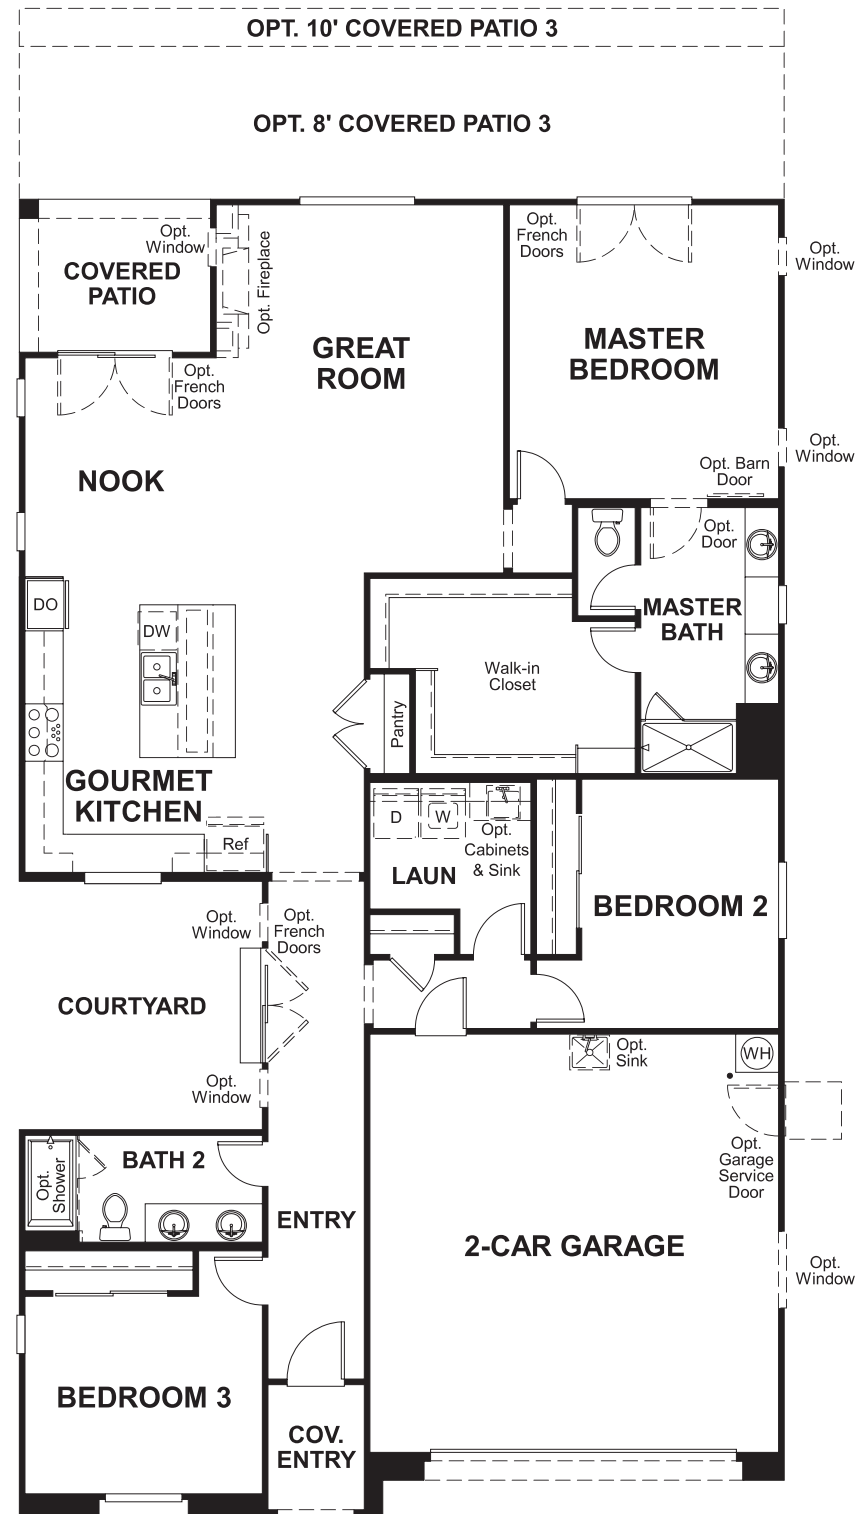 OPT. 10' COVERED PATIO 3
OPT. 8' COVERED PATIO 3
Opt.
Window
COVERED
PATIO
Opt. Fireplace
Opt.
French
Doors
Opt.
Window
GREAT
ROOM
MASTER
BEDROOM
Opt.
French
Doors
NOOK
Opt.
Window
Opt. Barn
Door
Opt.
Door
DO
DW
MASTER
BATH
Walk-in
Closet
Pantry
GOURMET
KITCHEN
Ref
D
W
Opt.
Cabinets
& Sink
LAUN
BEDROOM 2
Opt.
Window
Opt.
French
Doors
COURTYARD
Opt.
Window
Opt.
Sink
WH
Opt.
Garage
Service
Door
Opt.
Shower
BATH 2
ENTRY
2-CAR GARAGE
Opt.
Window
BEDROOM 3
COV.
ENTRY